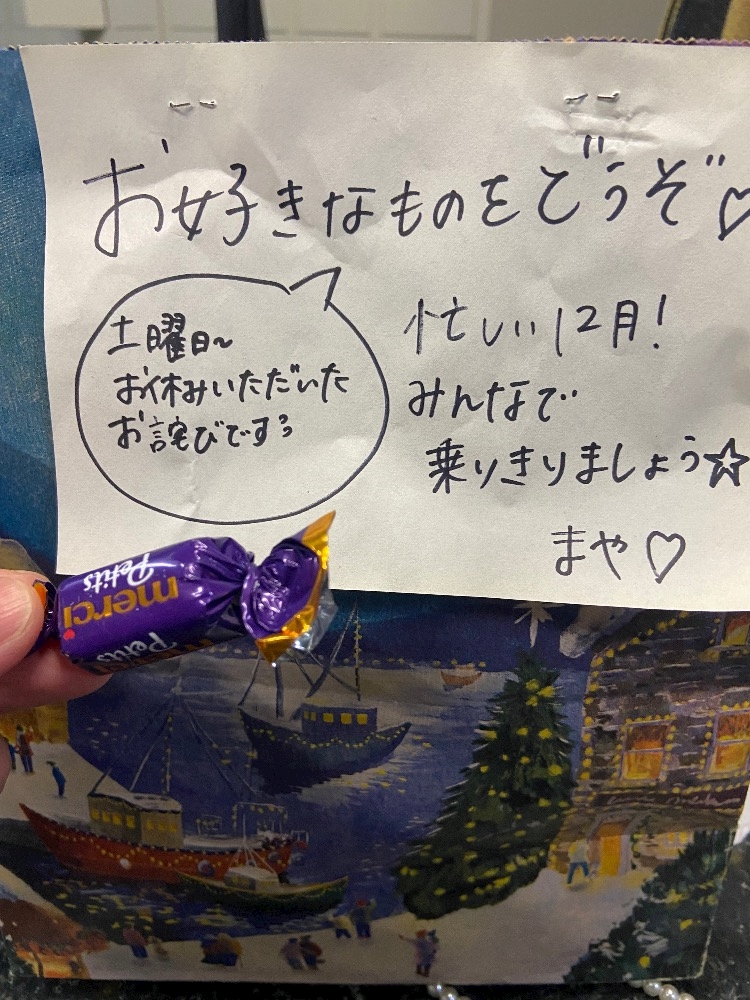 お好きなものをどうぞ♡
土曜日~
お休みいただいた
お詫びです
忙しい12月!
みんなで
乗りきりましょう☆
まや♡
merci
Petits
Petits